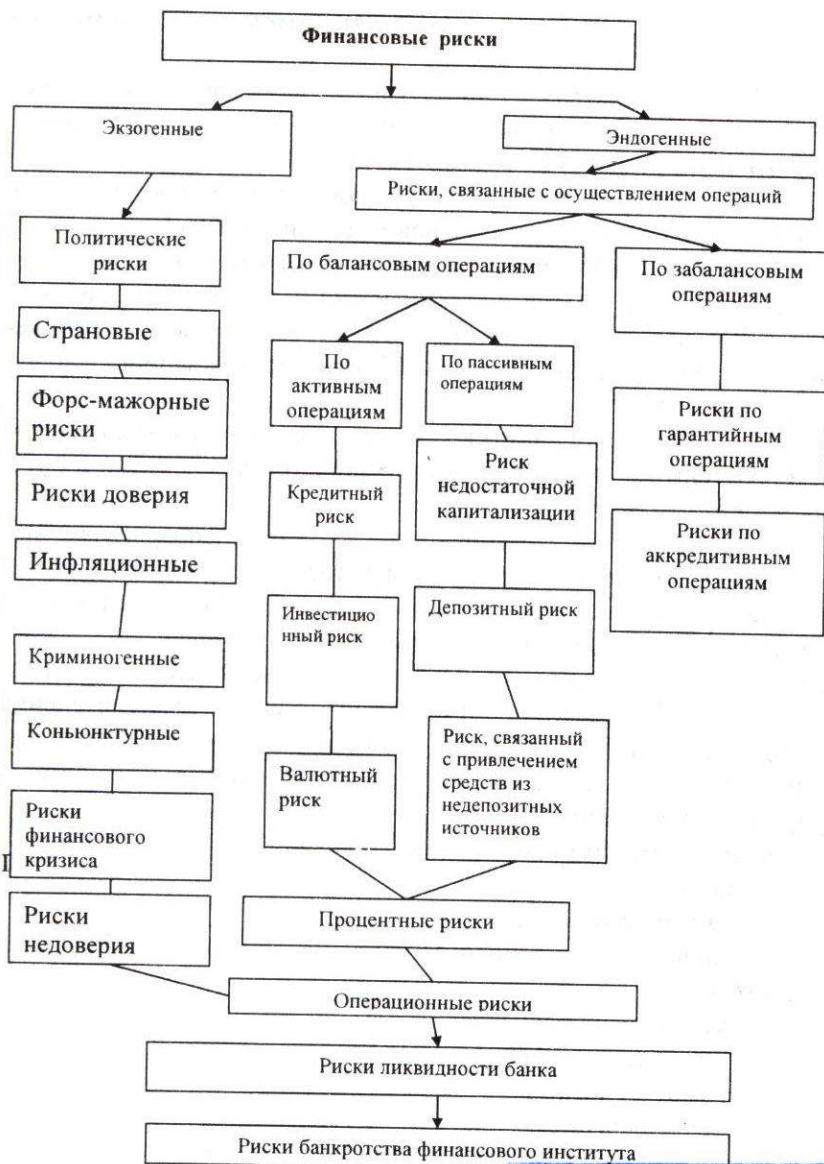 Финансовые риски
Экзогенные
Эндогенные
Риски, связанные с осуществлением операций
Политические
риски
По балансовым операциям
По забалансовым
операциям
Страновые
По
активным
операциям
По пассивным
операциям
Форс-мажорные
риски
Риски по
гарантийным
операциям
Риск
недостаточной
капитализации
Риски доверия
Кредитный
риск
Риски по
аккредитивным
операциям
Инфляционные
Инвестицио
нный риск
Депозитный риск
Криминогенные
Коньюнктурные
Валютный
риск
Риск, связанный
с привлечением
средств из
недепозитных
источников
Риски
финансового
кризиса
Риски
недоверия
Процентные риски
Операционные риски
Риски ликвидности банка
Риски банкротства финансового института